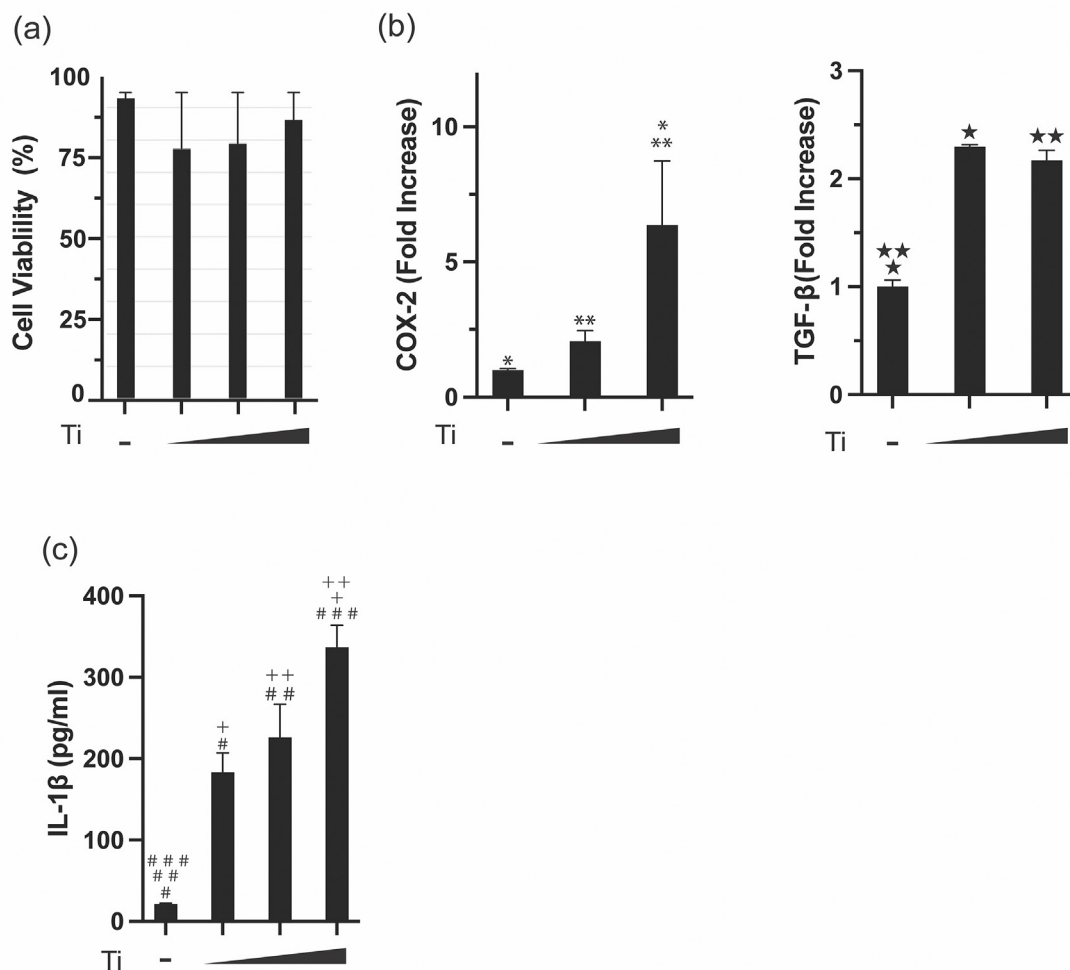 (a)
Cell Viablility (%)
100
75
50
25
0
Ti
-
(b)
COX-2 (Fold Increase)
10
5
0
*
**
*
**
Ti
-
TGF-β(Fold Increase)
3
2
1
0
★★
★
★
★★
Ti
-
(c)
IL-1β (pg/ml)
400
300
200
100
0
# # #
# #
#
+
#
+ +
# #
+ +
+
# # #
Ti
-